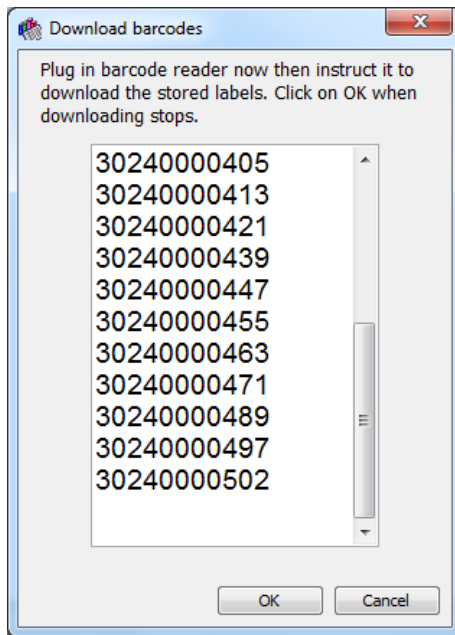 Download barcodes
Plug in barcode reader now then instruct it to
download the stored labels. Click on OK when
downloading stops.
30240000405
30240000413
30240000421
30240000439
30240000447
30240000455
30240000463
30240000471
30240000489
30240000497
30240000502
OK Cancel